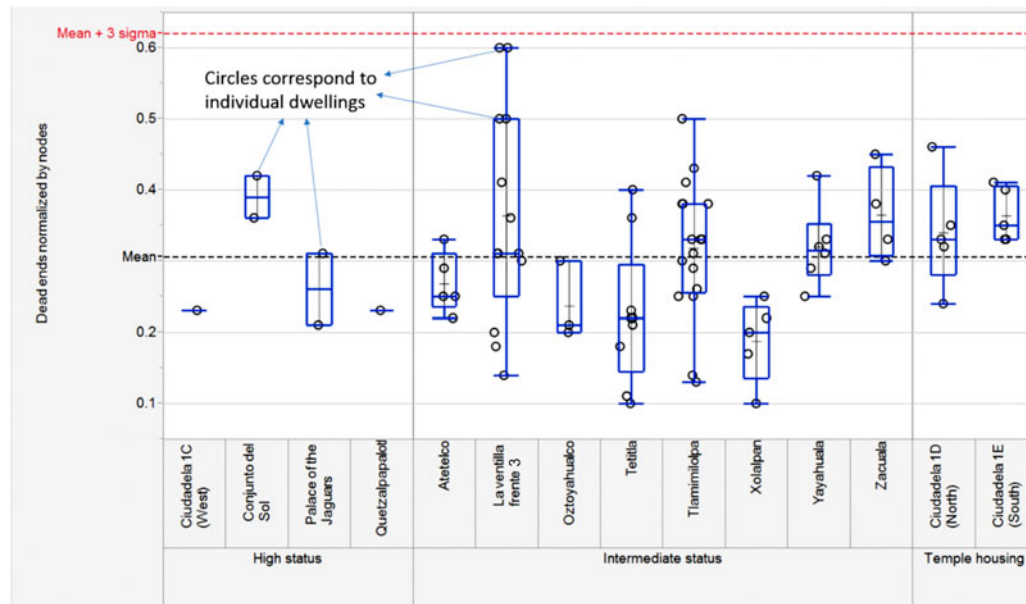 Mean + 3 sigma
0.6
Circles correspond to
individual dwellings
0.5
0.4
Mean
0.2
0.1
Dead ends normalized by nodes
Ciudadela 1C
(West)
Conjunto del
Sol
Palace of the
Jaguars
Quetzalpapalotl
Atetelco
La ventilla
frente 3
Oztoyahualco
Tetitla
Tlamimilolpa
Xolalpan
Yayahuala
Zacuala
Ciudadela 1D
(North)
Ciudadela 1E
(South)
High status
Intermediate status
Temple housing